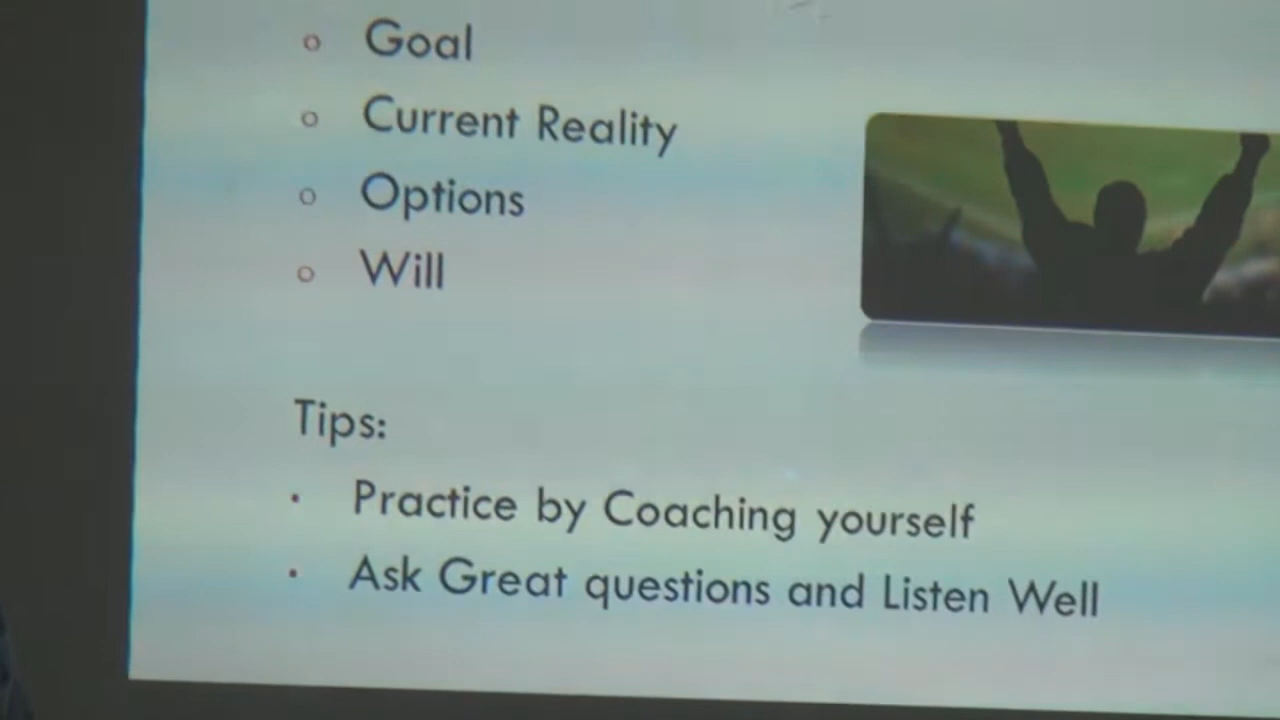 Goal
Current Reality
Options
Will
Tips:
Practice by Coaching yourself
Ask Great questions and Listen Well